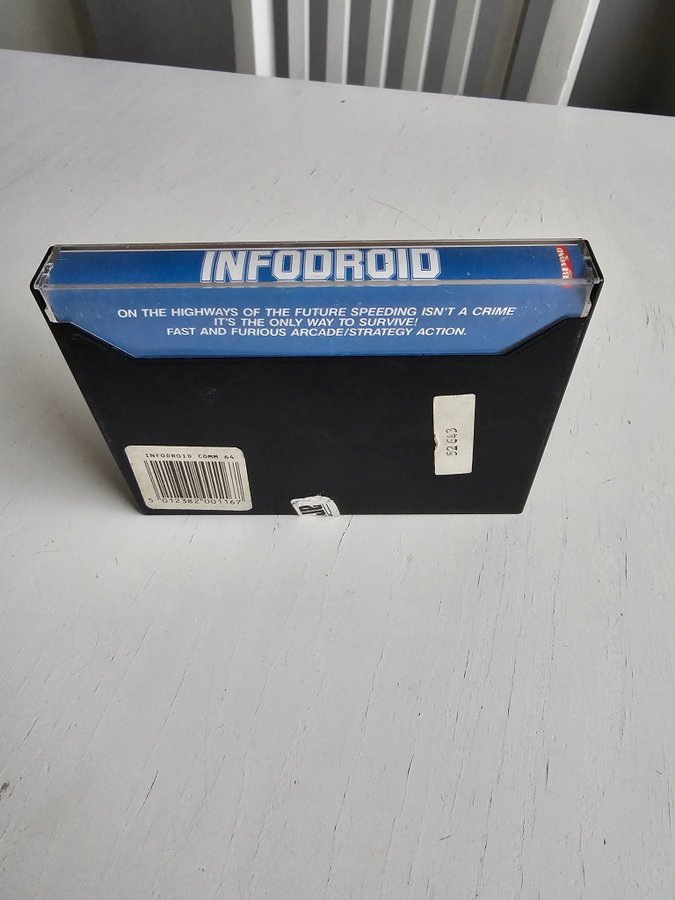 INFODROID
ON THE HIGHWAYS OF THE FUTURE SPEEDING ISN'T A CRIME
IT'S THE ONLY WAY TO SURVIVE!
FAST AND FURIOUS ARCADE/STRATEGY ACTION.
52643
INFODROID COMM 64
5 012382 001167